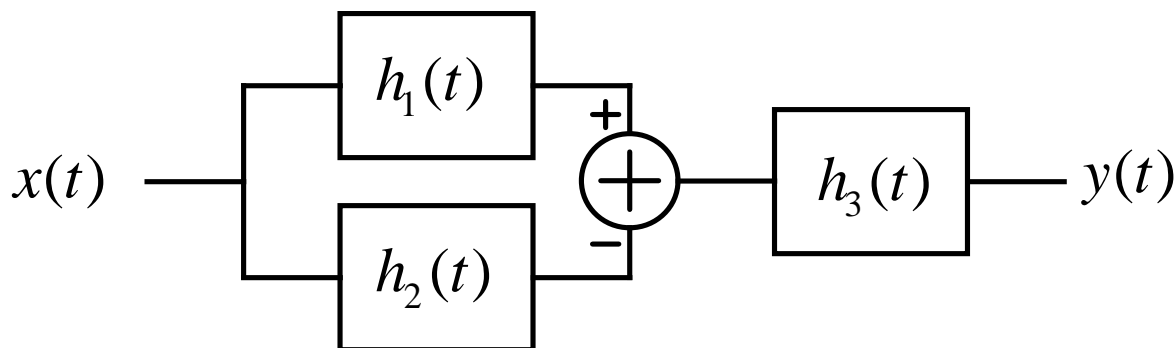 h₁(t)
+
x(t)
+
h₃(t)
y(t)
−
h₂(t)